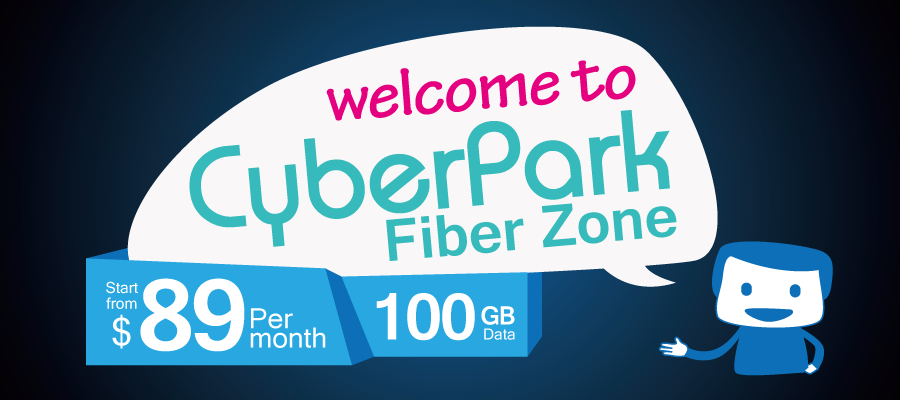 welcome to
CyberPark
Fiber Zone
Start
from
$ 89 Per
month
100 GB
Data